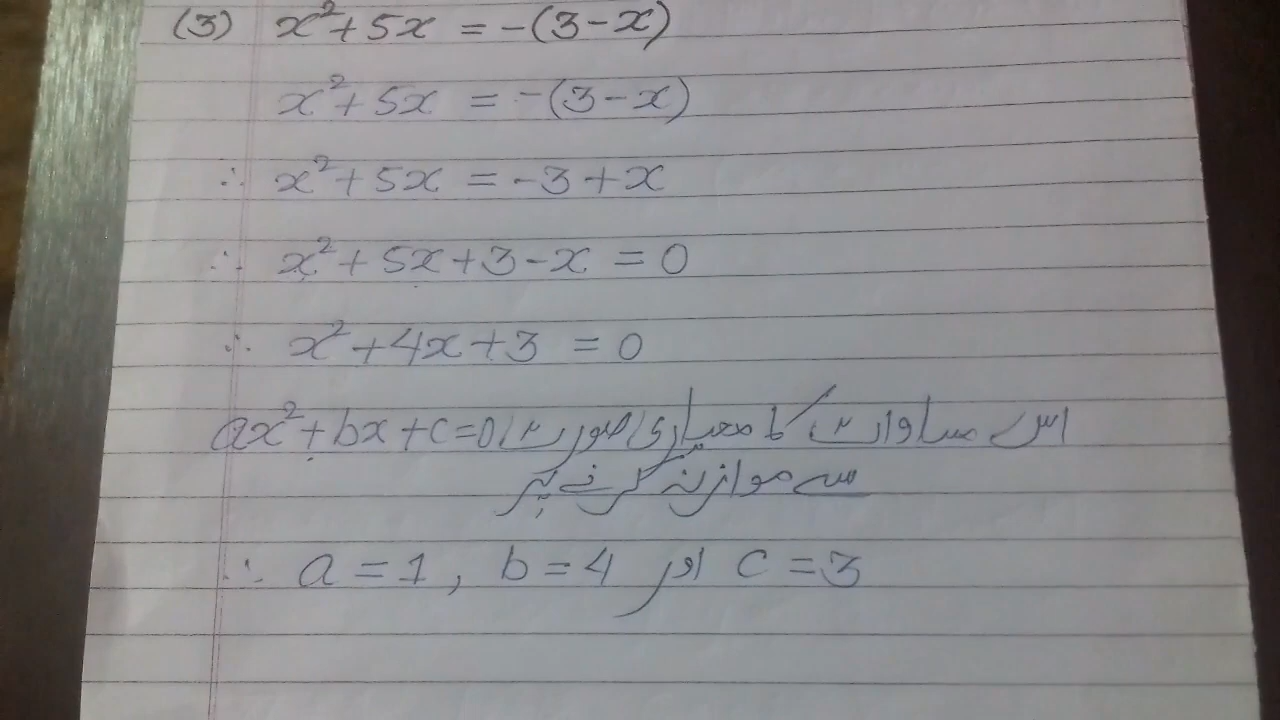 (3) x²+5x = -(3-x)
x²+5x = -(3-x)
∴ x²+5x = -3+x
∴ x²+5x+3-x = 0
∴ x²+4x+3 = 0
اس مساوات کا معیاری صورت ax²+bx+c=0
سے موازنہ کرنے پر
∴ a=1, b=4 اور c=3